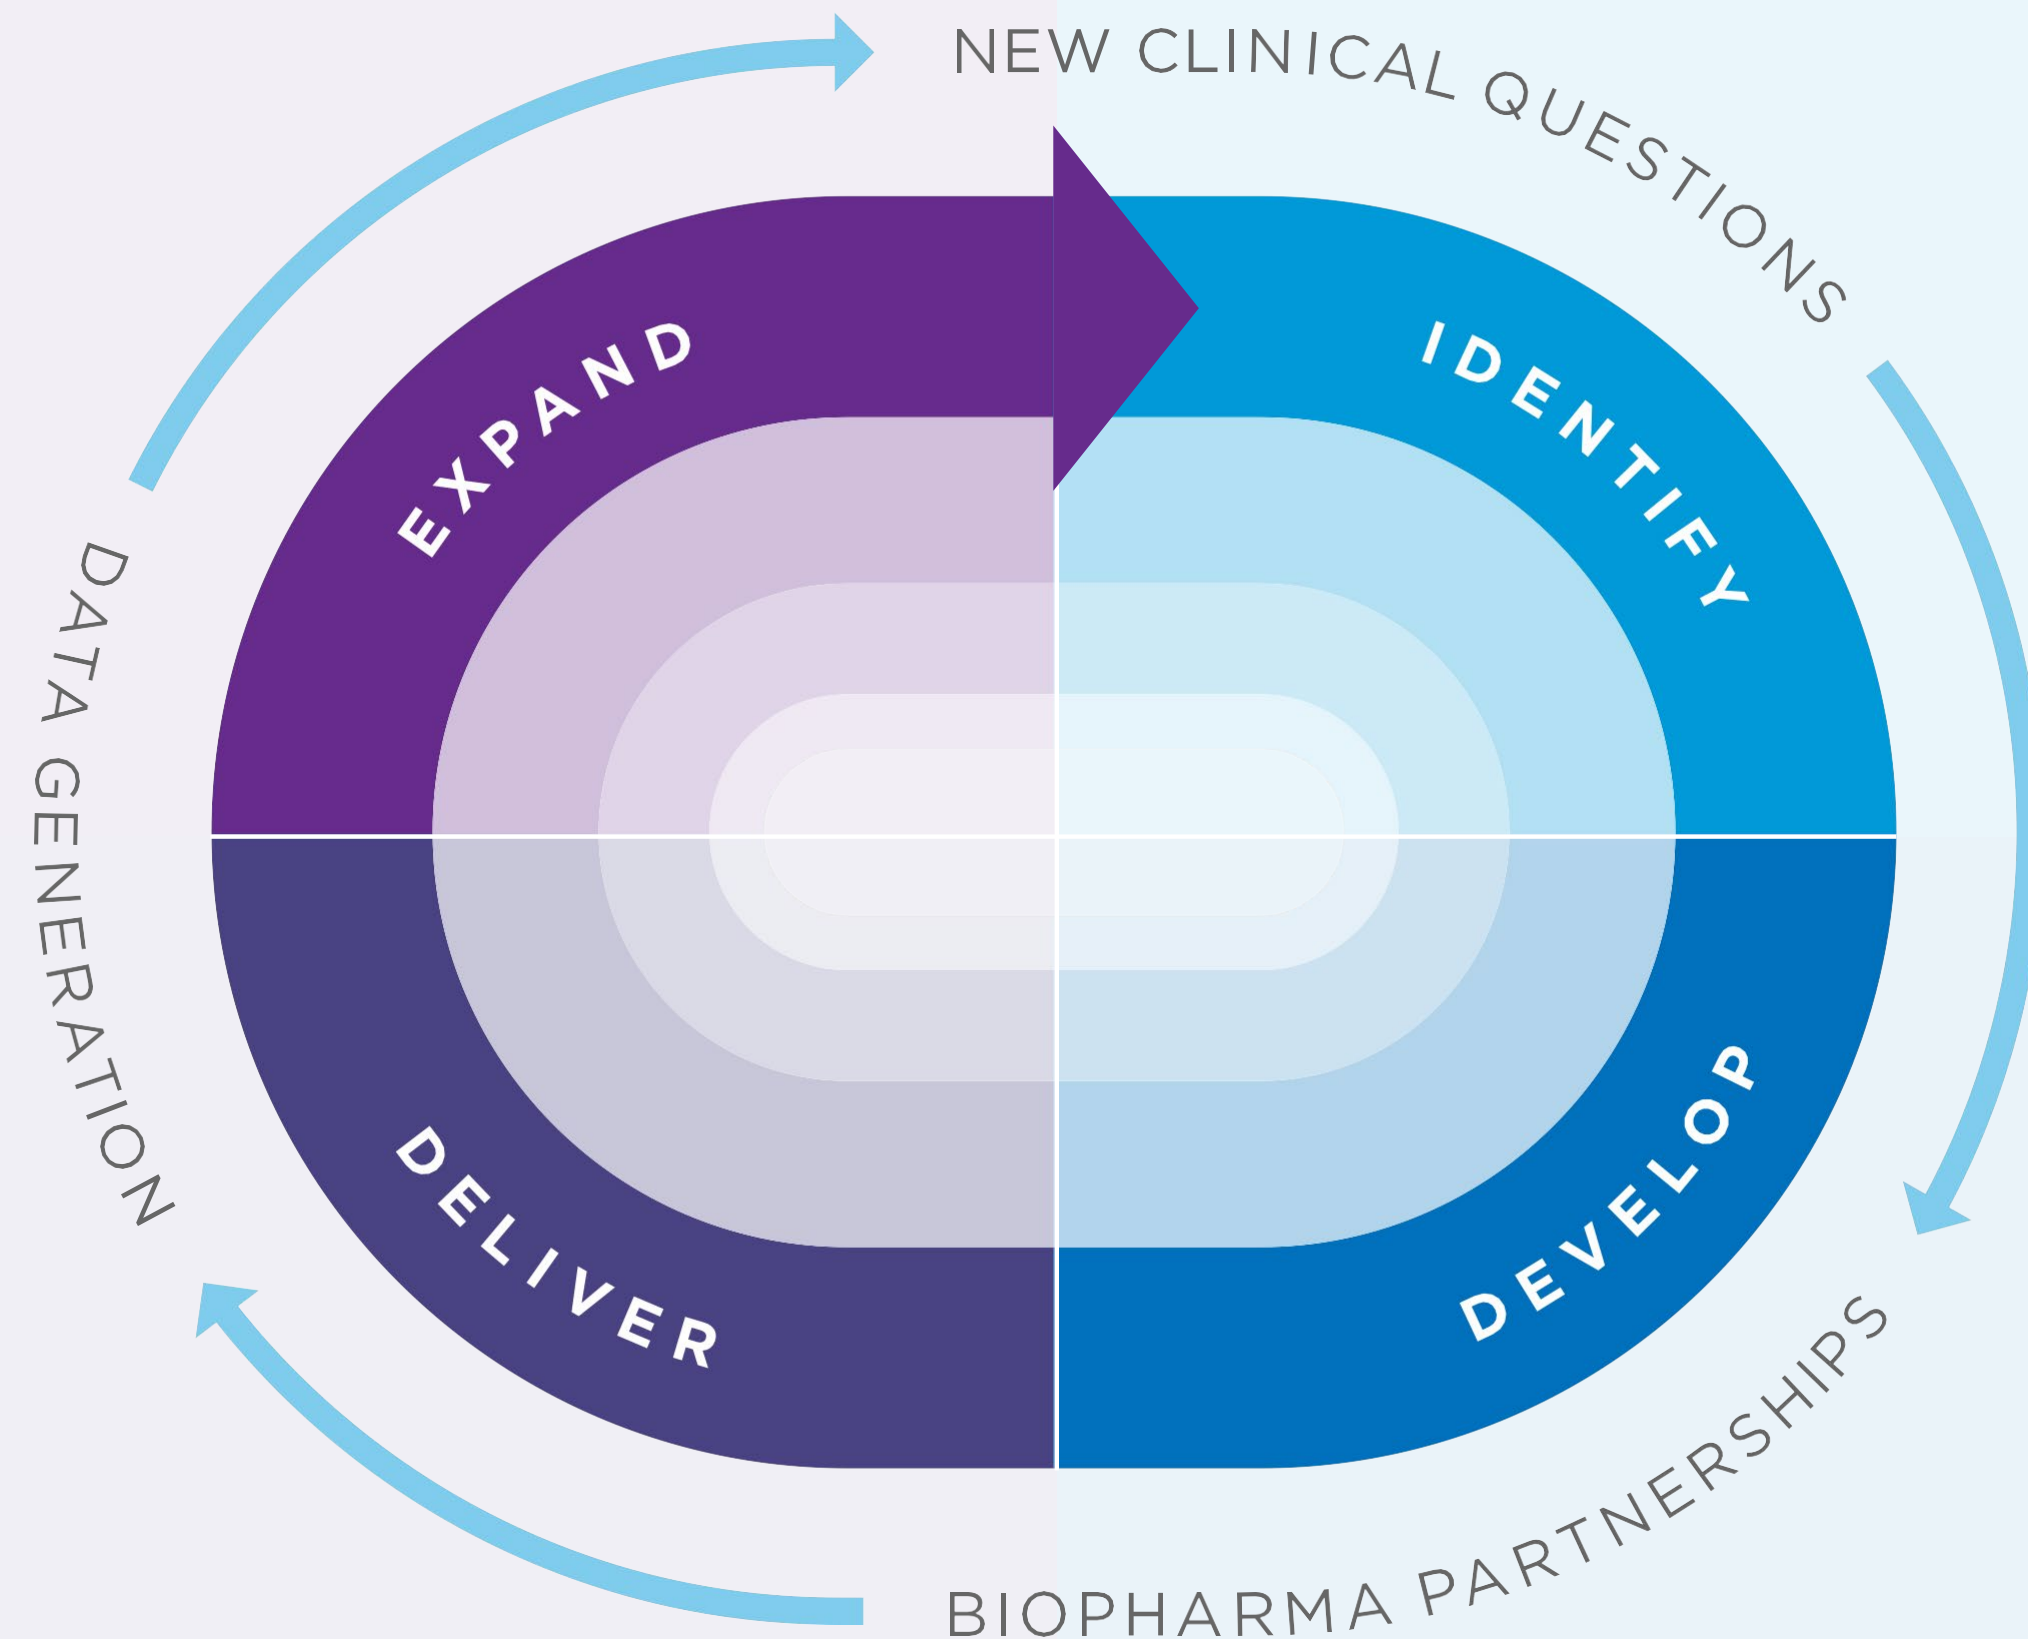 NEW CLINICAL QUESTIONS
EXPAND
IDENTIFY
DATA GENERATION
DELIVER
DEVELOP
BIOPHARMA PARTNERSHIPS